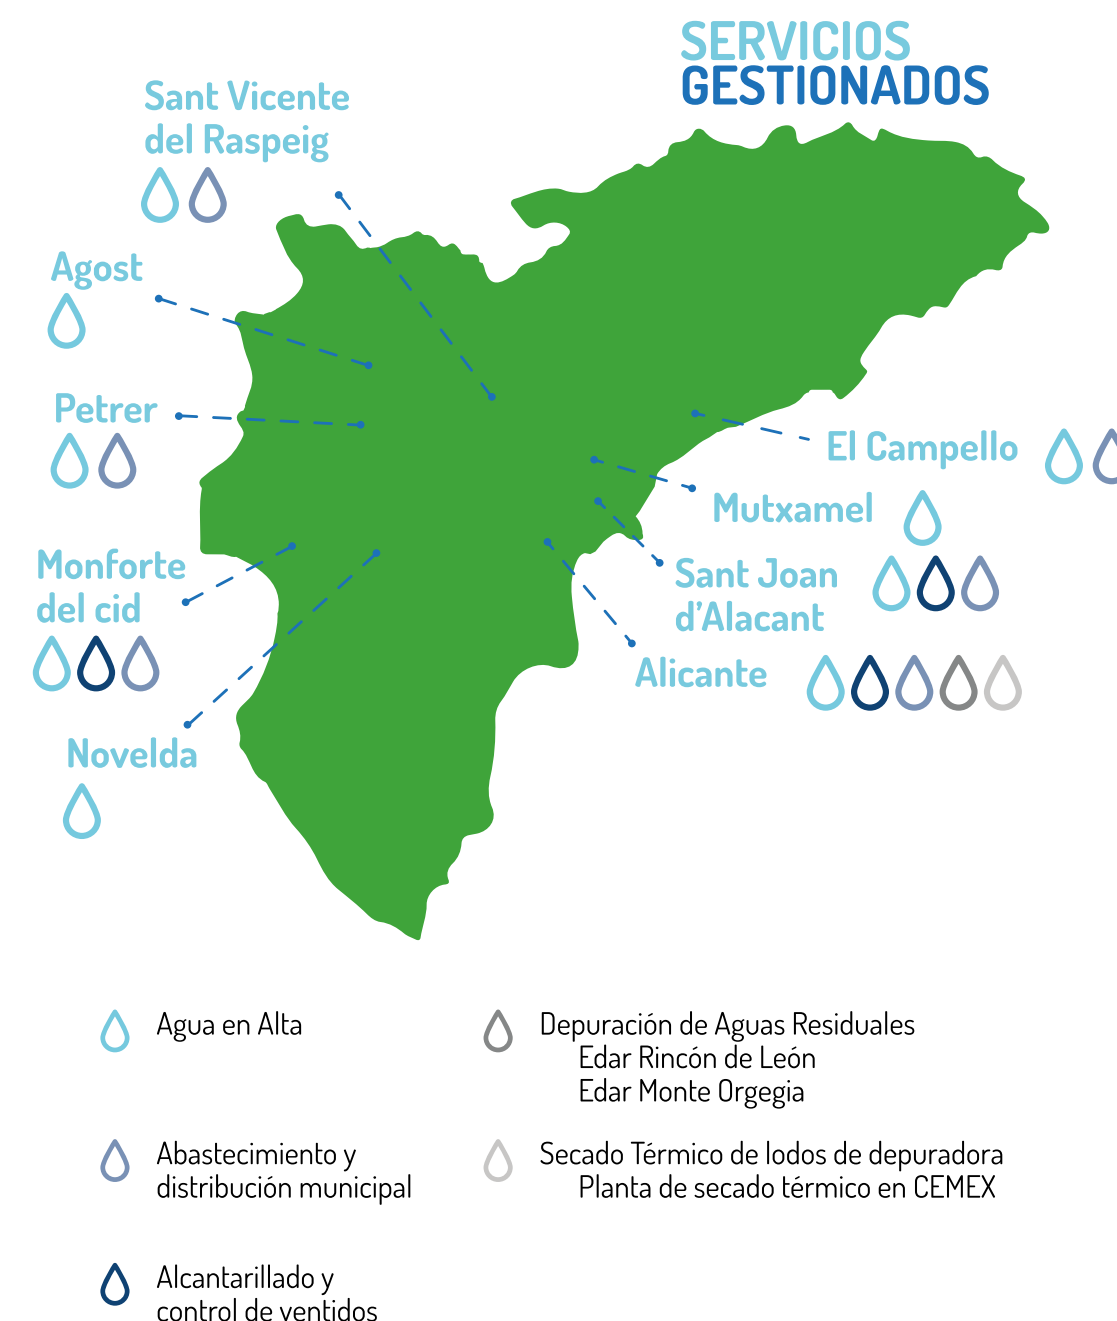 SERVICIOS
GESTIONADOS
Sant Vicente
del Raspeig
Agost
Petrer
Monforte
del cid
Novelda
El Campello
Mutxamel
Sant Joan
d'Alacant
Alicante
Agua en Alta
Abastecimiento y
distribución municipal
Alcantarillado y
control de ventidos
Depuración de Aguas Residuales
Edar Rincón de León
Edar Monte Orgegia
Secado Térmico de lodos de depuradora
Planta de secado térmico en CEMEX